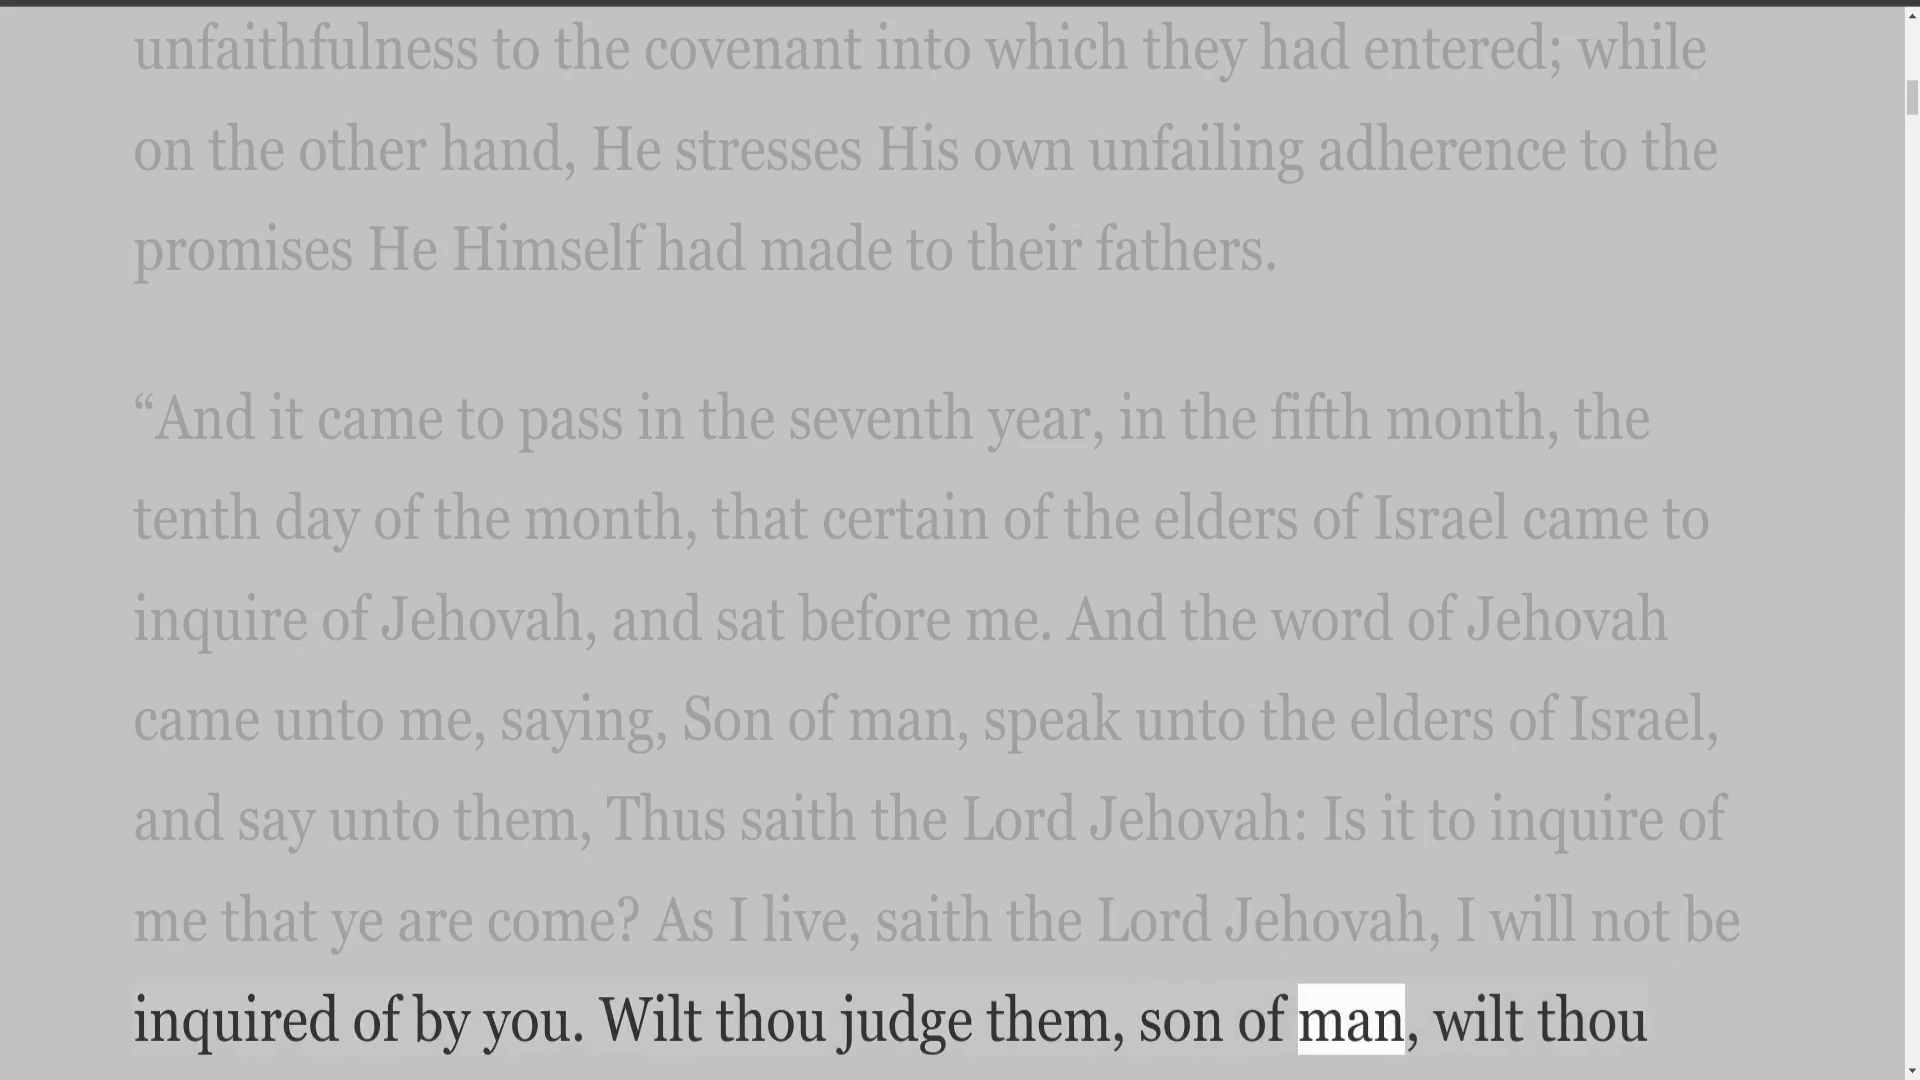 unfaithfulness to the covenant into which they had entered; while
on the other hand, He stresses His own unfailing adherence to the
promises He Himself had made to their fathers.
“And it came to pass in the seventh year, in the fifth month, the
tenth day of the month, that certain of the elders of Israel came to
inquire of Jehovah, and sat before me. And the word of Jehovah
came unto me, saying, Son of man, speak unto the elders of Israel,
and say unto them, Thus saith the Lord Jehovah: Is it to inquire of
me that ye are come? As I live, saith the Lord Jehovah, I will not be
inquired of by you. Wilt thou judge them, son of man, wilt thou